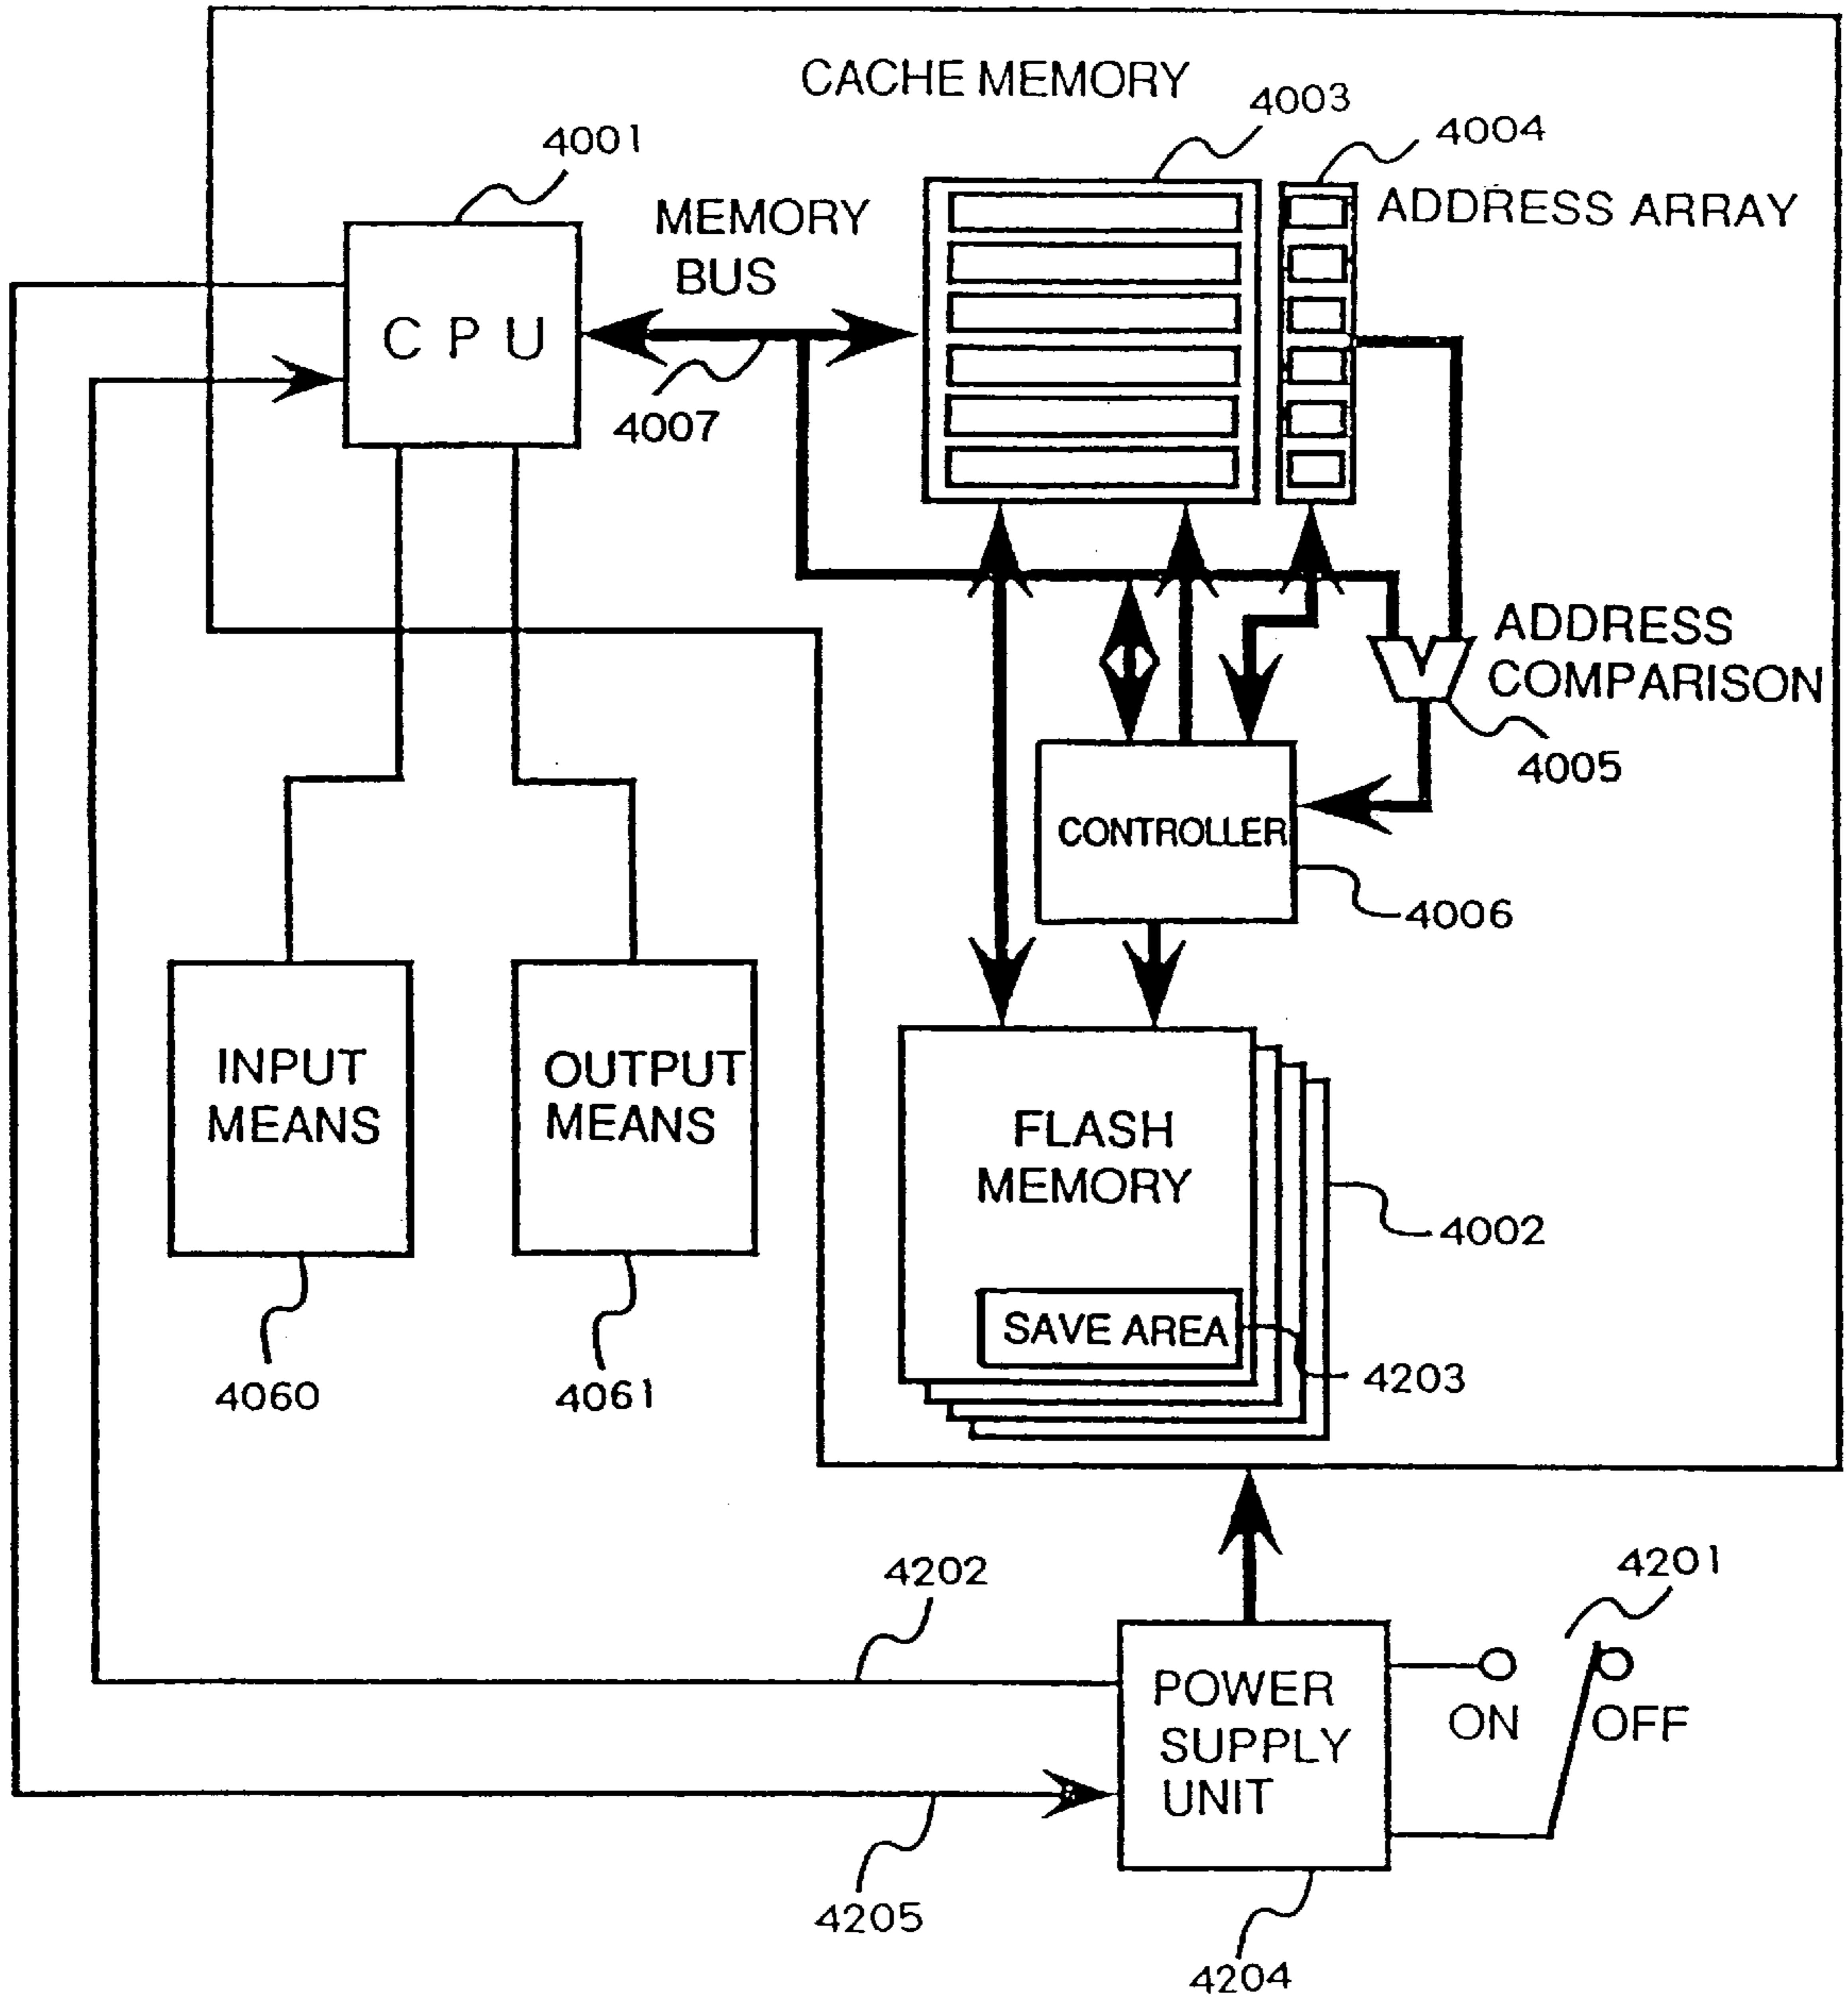 CACHE MEMORY
4003
4004
4001
ADDRESS ARRAY
MEMORY
BUS
CPU
4007
ADDRESS
COMPARISON
4005
CONTROLLER
4006
INPUT
MEANS
OUTPUT
MEANS
FLASH
MEMORY
4002
SAVE AREA
4203
4060
4061
4202
4201
POWER
SUPPLY
UNIT
ON
OFF
4205
4204